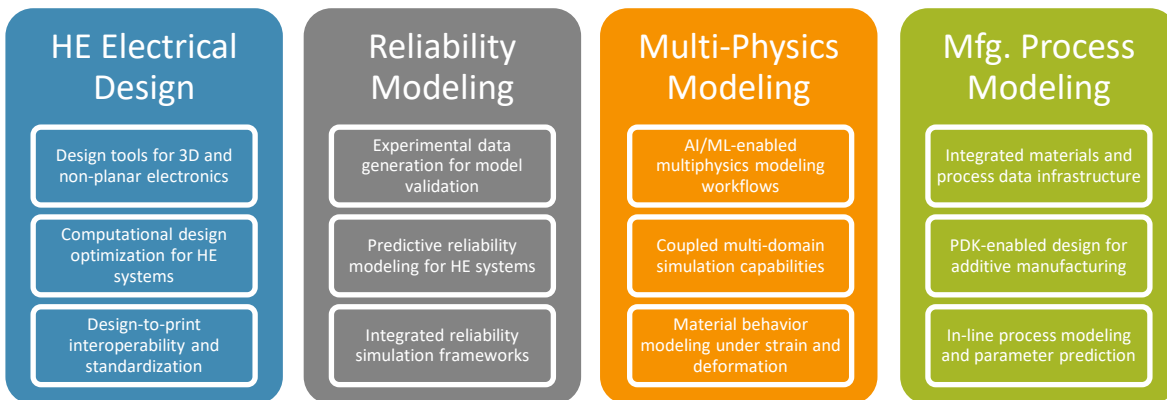 HE Electrical
Design
Design tools for 3D and
non-planar electronics
Computational design
optimization for HE
systems
Design-to-print
interoperability and
standardization
Reliability
Modeling
Experimental data
generation for model
validation
Predictive reliability
modeling for HE systems
Integrated reliability
simulation frameworks
Multi-Physics
Modeling
AI/ML-enabled
multiphysics modeling
workflows
Coupled multi-domain
simulation capabilities
Material behavior
modeling under strain and
deformation
Mfg. Process
Modeling
Integrated materials and
process data infrastructure
PDK-enabled design for
additive manufacturing
In-line process modeling
and parameter prediction